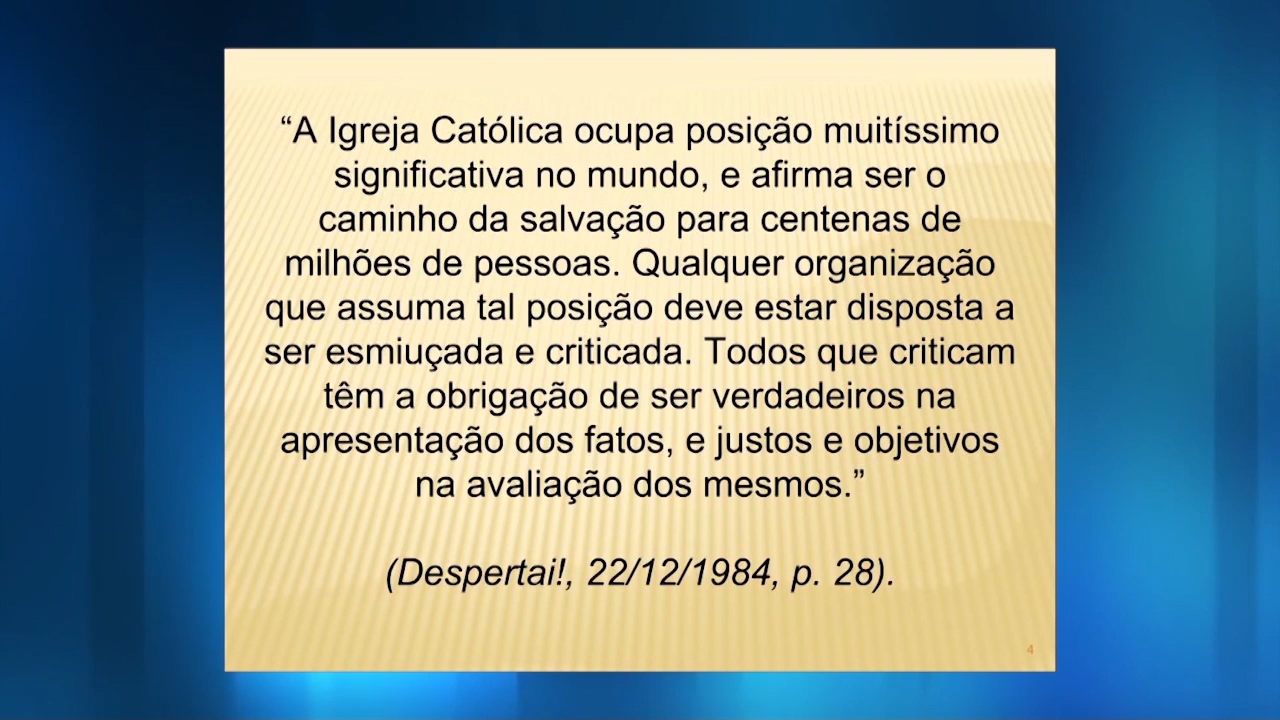 “A Igreja Católica ocupa posição muitíssimo
significativa no mundo, e afirma ser o
caminho da salvação para centenas de
milhões de pessoas. Qualquer organização
que assuma tal posição deve estar disposta a
ser esmiuçada e criticada. Todos que criticam
têm a obrigação de ser verdadeiros na
apresentação dos fatos, e justos e objetivos
na avaliação dos mesmos.”
(Despertai!, 22/12/1984, p. 28).
4